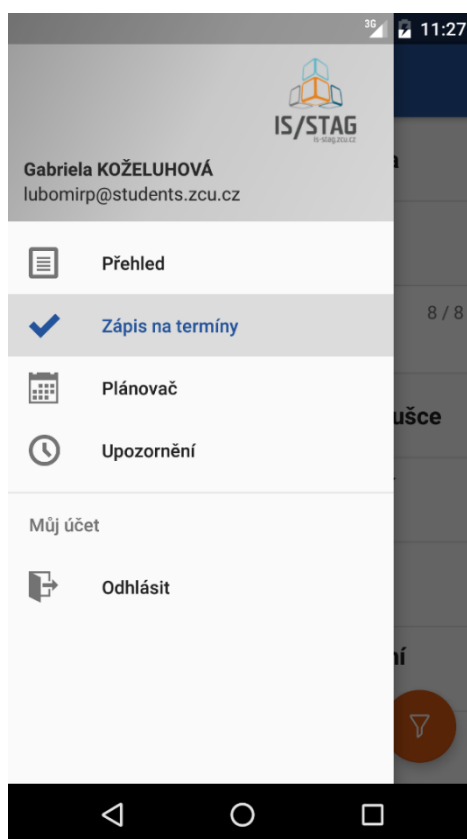 3G 11:27
IS/STAG
is-stag.zcu.cz
Gabriela KOŽELUHOVÁ
lubomirp@students.zcu.cz
Přehled
Zápis na termíny
8 / 8
Plánovač
ušce
Upozornění
Můj účet
Odhlásit
ní